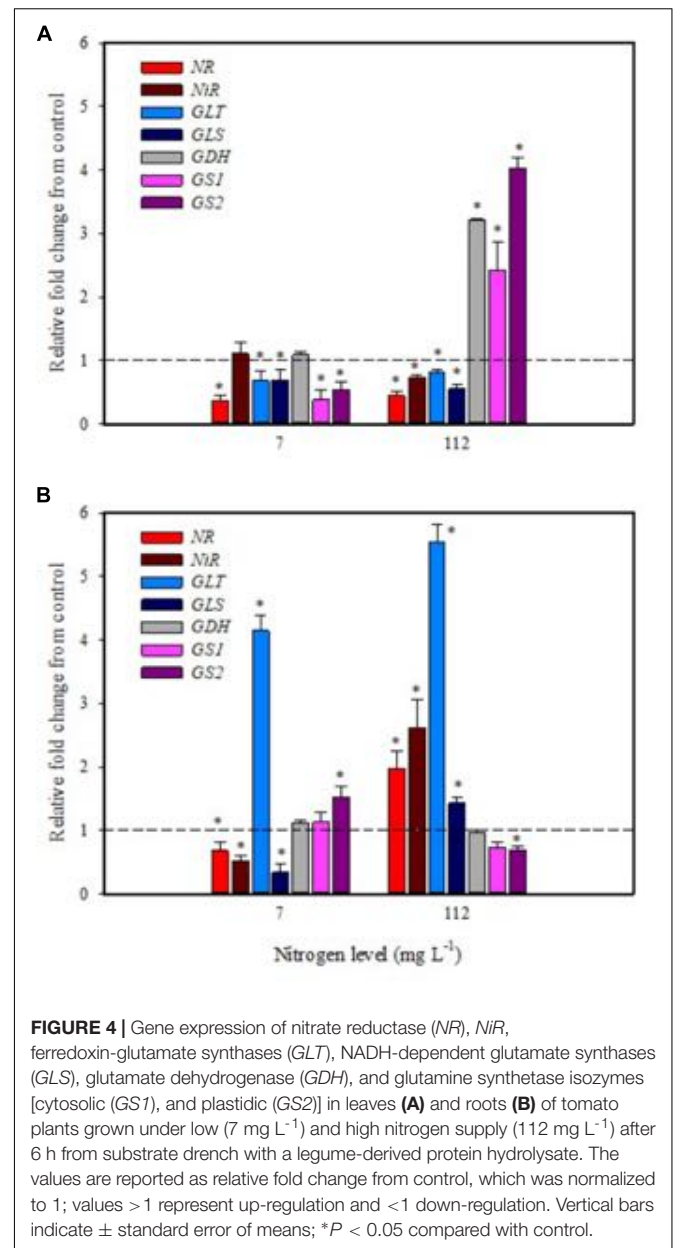 A
Relative fold change from control
6
5
4
3
2
1
0
NR
NiR
GLT
GLS
GDH
GS1
GS2
* * * * * * * * * * *
*
7
112
B
Relative fold change from control
6
5
4
3
2
1
0
NR
NiR
GLT
GLS
GDH
GS1
GS2
* * * * * * * * * *
7
112
Nitrogen level (mg L-1)
FIGURE 4 | Gene expression of nitrate reductase (NR), NiR,
ferredoxin-glutamate synthases (GLT), NADH-dependent glutamate synthases
(GLS), glutamate dehydrogenase (GDH), and glutamine synthetase isozymes
[cytosolic (GS1), and plastidic (GS2)] in leaves (A) and roots (B) of tomato
plants grown under low (7 mg L-1) and high nitrogen supply (112 mg L-1) after
6 h from substrate drench with a legume-derived protein hydrolysate. The
values are reported as relative fold change from control, which was normalized
to 1; values >1 represent up-regulation and <1 down-regulation. Vertical bars
indicate ± standard error of means; *P < 0.05 compared with control.